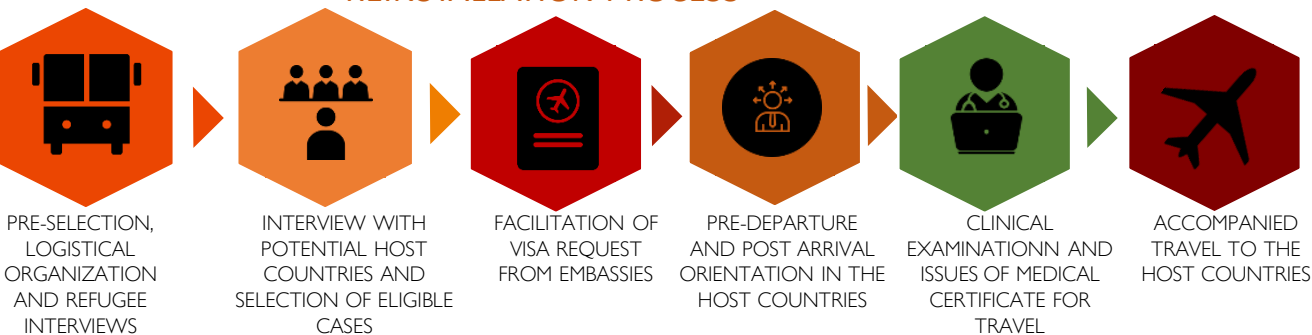 PRE-SELECTION,
LOGISTICAL
ORGANIZATION
AND REFUGEE
INTERVIEWS
INTERVIEW WITH
POTENTIAL HOST
COUNTRIES AND
SELECTION OF ELIGIBLE
CASES
FACILITATION OF
VISA REQUEST
FROM EMBASSIES
PRE-DEPARTURE
AND POST ARRIVAL
ORIENTATION IN THE
HOST COUNTRIES
CLINICAL
EXAMINATIONN AND
ISSUES OF MEDICAL
CERTIFICATE FOR
TRAVEL
ACCOMPANIED
TRAVEL TO THE
HOST COUNTRIES